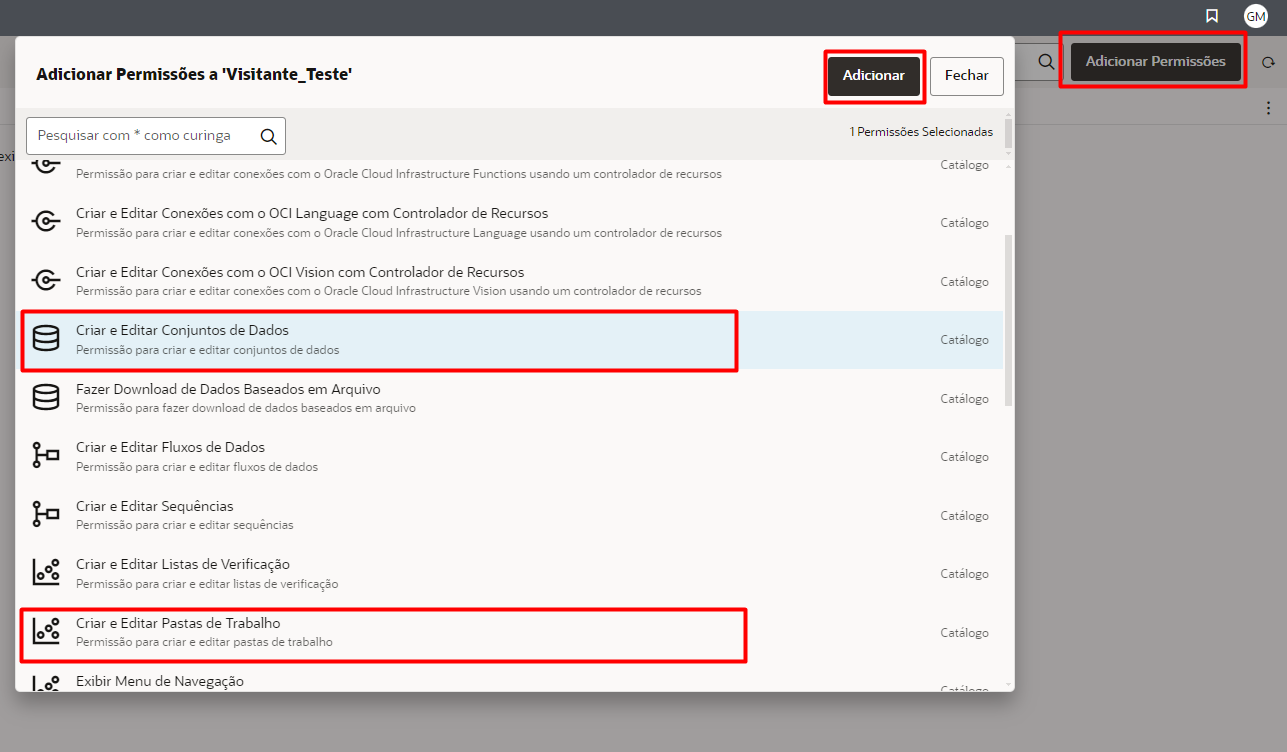 GM
Adicionar Permissões a 'Visitante_Teste'
Adicionar
Fechar
Adicionar Permissões
Pesquisar com * como curinga
1 Permissões Selecionadas
exi
Permissão para criar e editar conexões com o Oracle Cloud Infrastructure Functions usando um controlador de recursos
Catálogo
Criar e Editar Conexões com o OCI Language com Controlador de Recursos
Permissão para criar e editar conexões com o Oracle Cloud Infrastructure Language usando um controlador de recursos
Catálogo
Criar e Editar Conexões com o OCI Vision com Controlador de Recursos
Permissão para criar e editar conexões com o Oracle Cloud Infrastructure Vision usando um controlador de recursos
Catálogo
Criar e Editar Conjuntos de Dados
Permissão para criar e editar conjuntos de dados
Catálogo
Fazer Download de Dados Baseados em Arquivo
Permissão para fazer download de dados baseados em arquivo
Catálogo
Criar e Editar Fluxos de Dados
Permissão para criar e editar fluxos de dados
Catálogo
Criar e Editar Sequências
Permissão para criar e editar sequências
Catálogo
Criar e Editar Listas de Verificação
Permissão para criar e editar listas de verificação
Catálogo
Criar e Editar Pastas de Trabalho
Permissão para criar e editar pastas de trabalho
Catálogo
Exibir Menu de Navegação
Catálogo